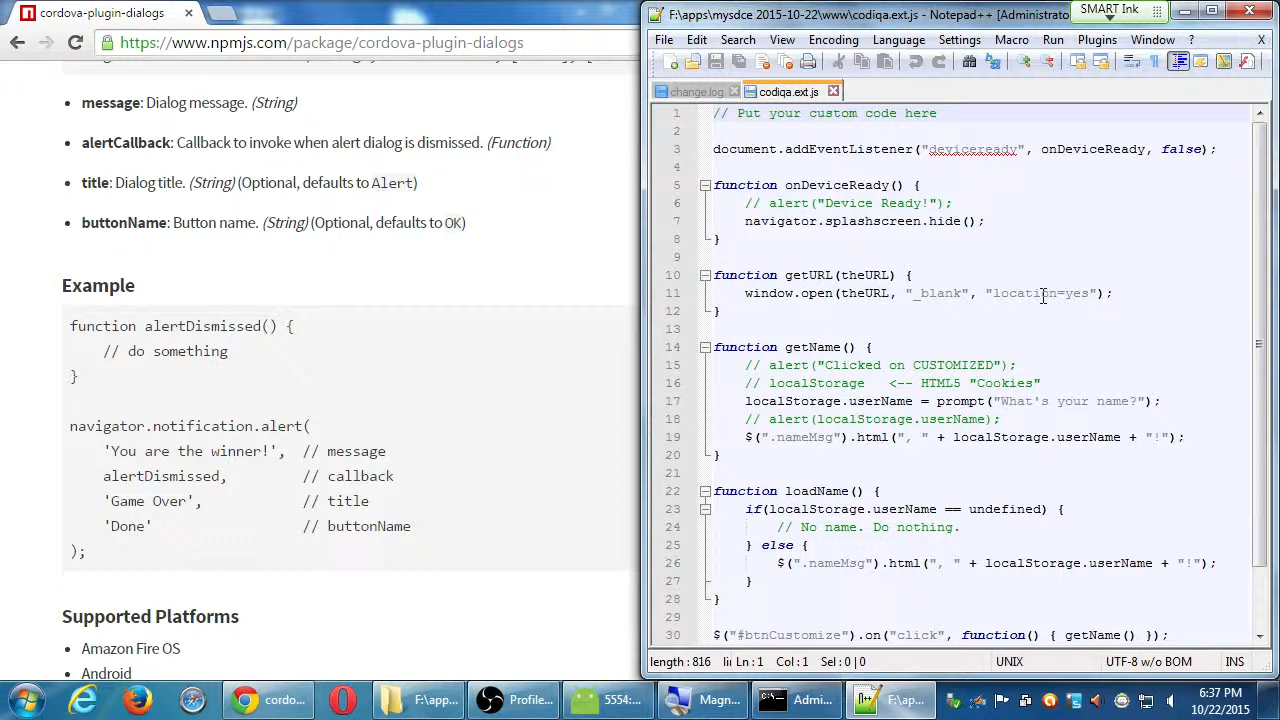 cordova-plugin-dialogs
https://www.npmjs.com/package/cordova-plugin-dialogs
message: Dialog message. (String)
alertCallback: Callback to invoke when alert dialog is dismissed. (Function)
title: Dialog title. (String) (Optional, defaults to Alert)
buttonName: Button name. (String) (Optional, defaults to OK)
Example
function alertDismissed() {
// do something
}
navigator.notification.alert(
'You are the winner!', // message
alertDismissed, // callback
'Game Over', // title
'Done' // buttonName
);
Supported Platforms
Amazon Fire OS
Android
F:\apps\mysice 2015-10-22\www\codiqa.ext.js - Notepad++ [Administrato
SMART Ink
File Edit Search View Encoding Language Settings Macro Run Plugins Window ? X
change.log codiqa.ext.js
1 // Put your custom code here
2
3 document.addEventListener("deviceready", onDeviceReady, false);
4
5 function onDeviceReady() {
6 // alert("Device Ready!");
7 navigator.splashscreen.hide();
8 }
9
10 function getURL(theURL) {
11 window.open(theURL, "_blank", "location=yes");
12 }
13
14 function getName() {
15 // alert("Clicked on CUSTOMIZED");
16 // localStorage <-- HTML5 "Cookies"
17 localStorage.userName = prompt("What's your name?");
18 // alert(localStorage.userName);
19 $(".nameMsg").html(", " + localStorage.userName + "!");
20 }
21
22 function loadName() {
23 if(localStorage.userName == undefined) {
24 // No name. Do nothing.
25 } else {
26 $(".nameMsg").html(", " + localStorage.userName + "!");
27 }
28 }
29
30 $("#btnCustomize").on("click", function() { getName() });
length : 816 li Ln : 1 Col : 1 Sel : 0 | 0 UNIX UTF-8 w/o BOM INS
cordo... F:\ap... Profile... 5554:... Magn... Admi... F:\ap...
6:37 PM
10/22/2015